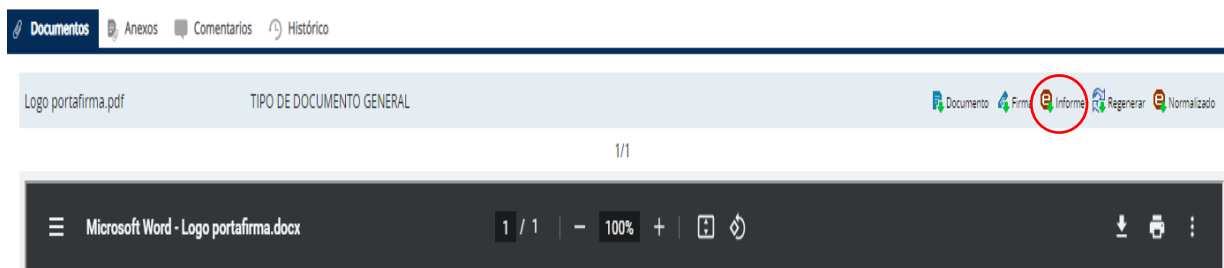 Documentos Anexos Comentarios Histórico
Logo portafirma.pdf TIPO DE DOCUMENTO GENERAL Documento Firma Informe Regenerar Normalizado
1/1
Microsoft Word - Logo portafirma.docx 1 / 1 − 100% +